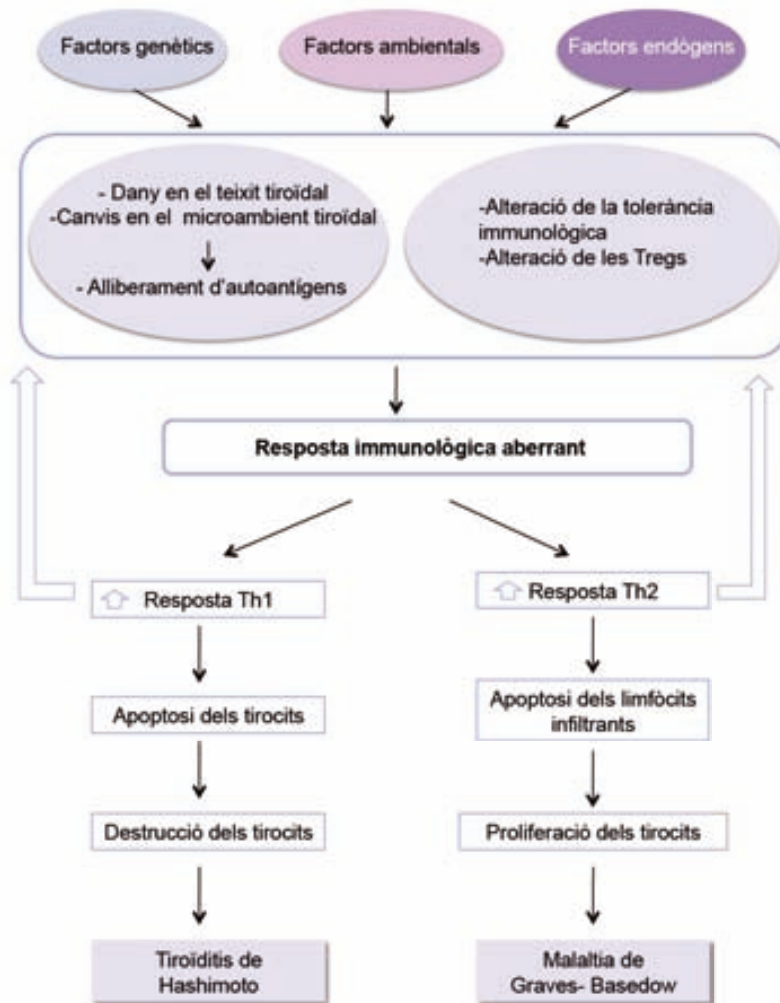 Factors genètics
Factors ambientals
Factors endògens
- Dany en el teixit tiroïdal
-Canvis en el microambient tiroïdal
- Alliberament d'autoantígens
-Alteració de la tolerància
immunològica
-Alteració de les Tregs
Resposta immunològica aberrant
Resposta Th1
Resposta Th2
Apoptosi dels tirocits
Apoptosi dels limfòcits
infiltrants
Destrucció dels tirocits
Proliferació dels tirocits
Tiroïditis de
Hashimoto
Malaltia de
Graves- Basedow